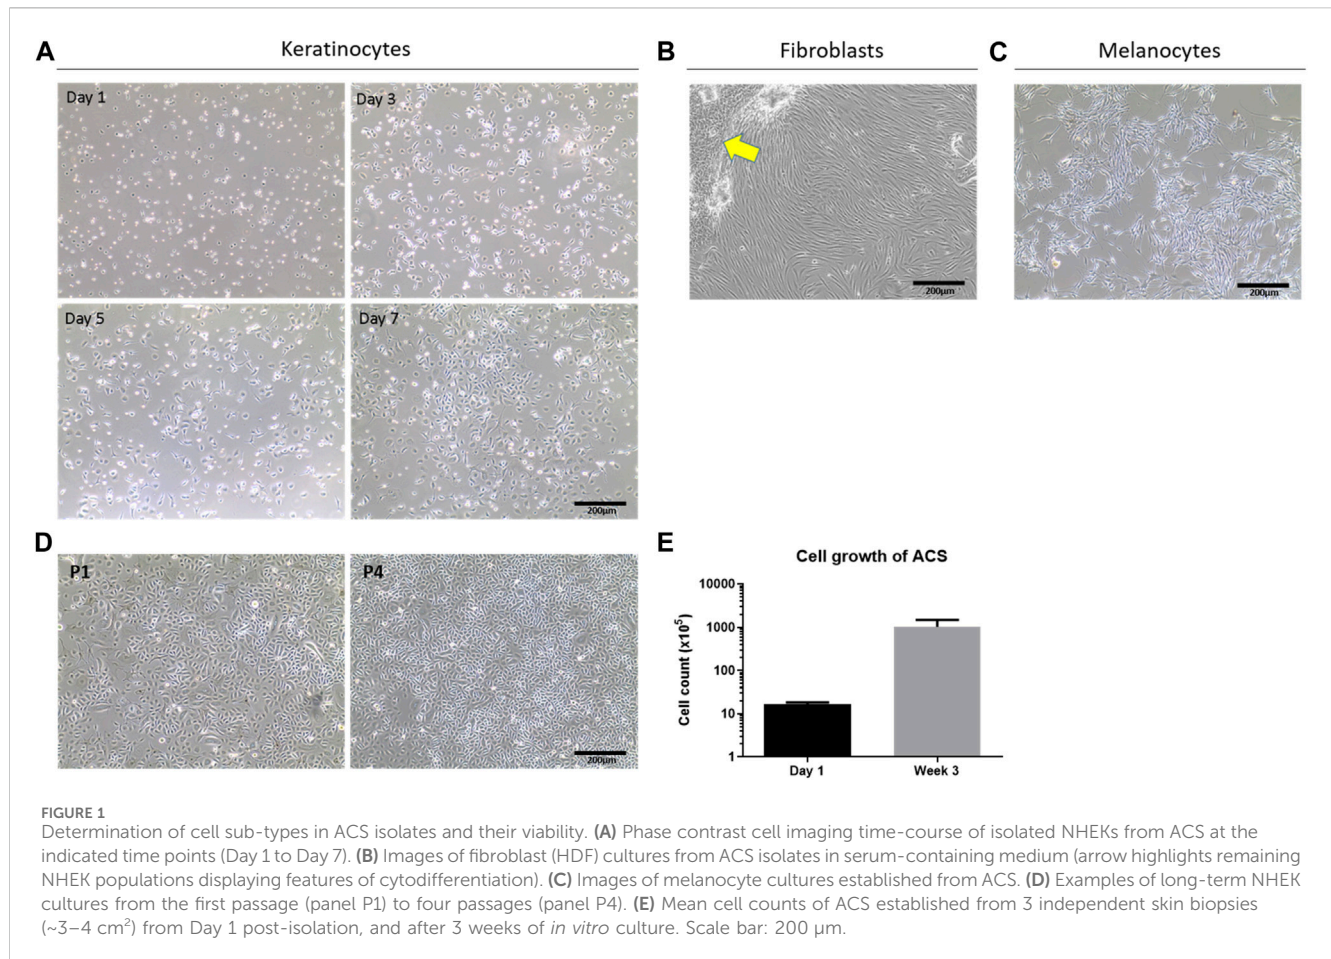 A
Keratinocytes
Day 1
Day 3
Day 5
Day 7
200µm
B
Fibroblasts
200µm
C
Melanocytes
200µm
D
P1
P4
200µm
E
Cell growth of ACS
Cell count (x10⁵)
10000
1000
100
10
1
Day 1
Week 3
FIGURE 1
Determination of cell sub-types in ACS isolates and their viability. (A) Phase contrast cell imaging time-course of isolated NHEKs from ACS at the
indicated time points (Day 1 to Day 7). (B) Images of fibroblast (HDF) cultures from ACS isolates in serum-containing medium (arrow highlights remaining
NHEK populations displaying features of cytodifferentiation). (C) Images of melanocyte cultures established from ACS. (D) Examples of long-term NHEK
cultures from the first passage (panel P1) to four passages (panel P4). (E) Mean cell counts of ACS established from 3 independent skin biopsies
(~3–4 cm²) from Day 1 post-isolation, and after 3 weeks of in vitro culture. Scale bar: 200 µm.